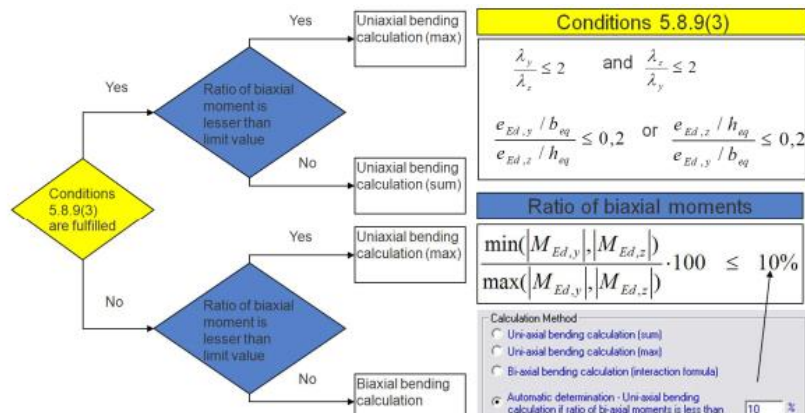 Yes
Uniaxial bending
calculation (max)
Ratio of biaxial
moment is
lesser than
limit value
Yes
No
Uniaxial bending
calculation (sum)
Conditions
5.8.9(3)
are fulfilled
Yes
Uniaxial bending
calculation (max)
No
Ratio of biaxial
moment is
lesser than
limit value
No
Biaxial bending
calculation
Conditions 5.8.9(3)
λy / λz ≤ 2 and λz / λy ≤ 2
(eEd,y / beq) / (eEd,z / heq) ≤ 0,2 or (eEd,z / heq) / (eEd,y / beq) ≤ 0,2
Ratio of biaxial moments
min(|MEd,y|,|MEd,z|) / max(|MEd,y|,|MEd,z|) ·100 ≤ 10%
Calculation Method
Uni-axial bending calculation (sum)
Uni-axial bending calculation (max)
Bi-axial bending calculation (interaction formula)
Automatic determination - Uni-axial bending
calculation if ratio of bi-axial moments is less than 10 %